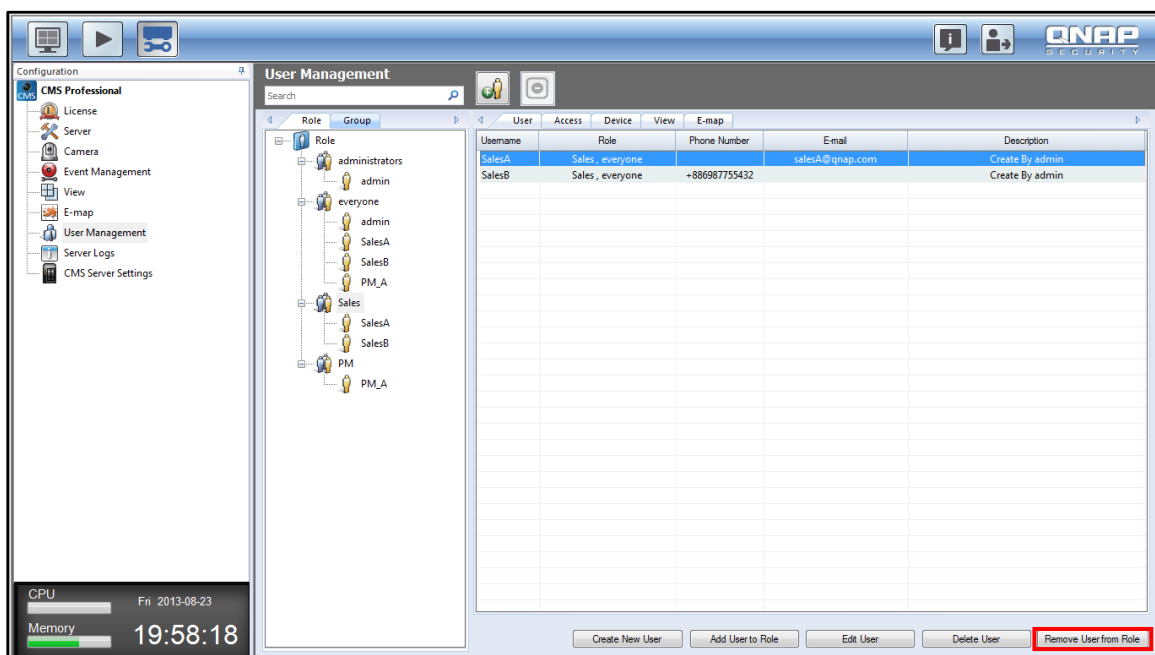 QNAP
SECURITY
Configuration
CMS Professional
CMS
License
Server
Camera
Event Management
View
E-map
User Management
Server Logs
CMS Server Settings
CPU
Fri 2013-08-23
Memory
19:58:18
User Management
Search
Role Group
Role
administrators
admin
everyone
admin
SalesA
SalesB
PM_A
Sales
SalesA
SalesB
PM
PM_A
User Access Device View E-map
Username Role Phone Number E-mail Description
SalesA Sales , everyone salesA@qnap.com Create By admin
SalesB Sales , everyone +886987755432 Create By admin
Create New User Add User to Role Edit User Delete User Remove User from Role